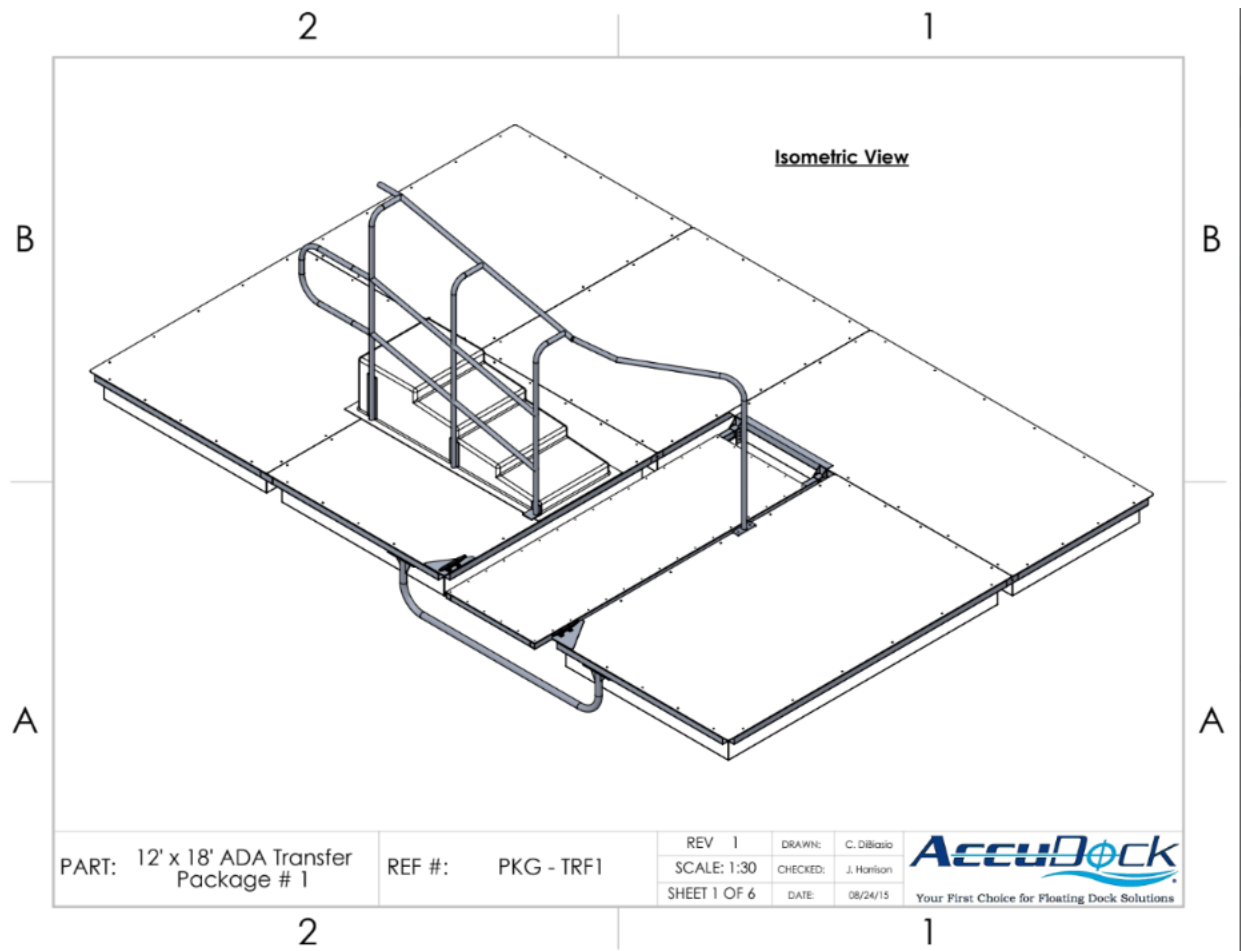 2 1
Isometric View
B B
A A
PART: 12' x 18' ADA Transfer
Package # 1
REF #: PKG - TRF1
REV 1
SCALE: 1:30
SHEET 1 OF 6
DRAWN: C. DiBiasio
CHECKED: J. Harrison
DATE: 08/24/15
AccuDock
Your First Choice for Floating Dock Solutions
2 1